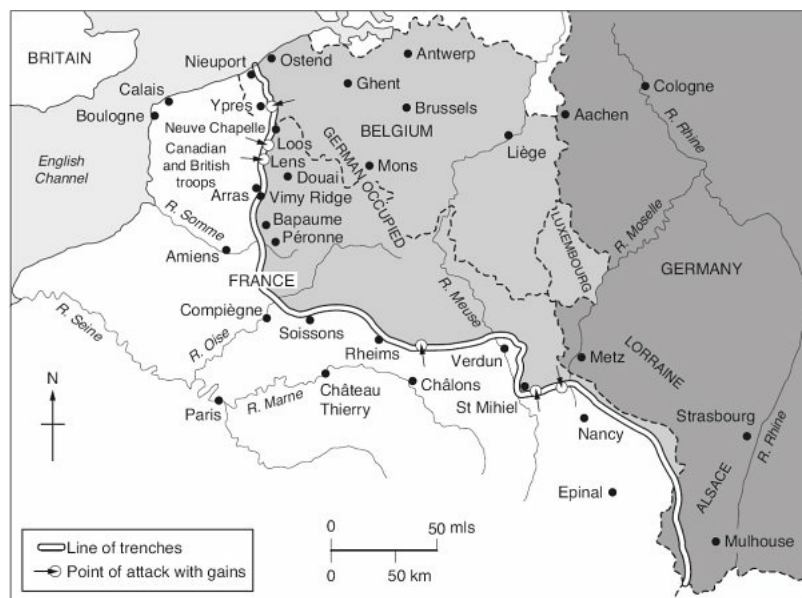 BRITAIN
Nieuport
Ostend
Antwerp
Calais
Ghent
Cologne
Boulogne
Ypres
Brussels
Aachen
R. Rhine
Neuve Chapelle
BELGIUM
English
Channel
Canadian
and British
troops
Loos
Lens
GERMAN OCCUPIED
Mons
Liège
Douai
Arras
Vimy Ridge
R. Somme
Bapaume
Péronne
LUXEMBOURG
R. Moselle
Amiens
GERMANY
FRANCE
R. Meuse
R. Seine
Compiègne
R. Oise
Soissons
Rheims
Verdun
Metz
LORRAINE
N
Paris
R. Marne
Château
Thierry
Châlons
St Mihiel
Nancy
Strasbourg
R. Rhine
Epinal
ALSACE
Mulhouse
0 50 mls
0 50 km
Line of trenches
Point of attack with gains